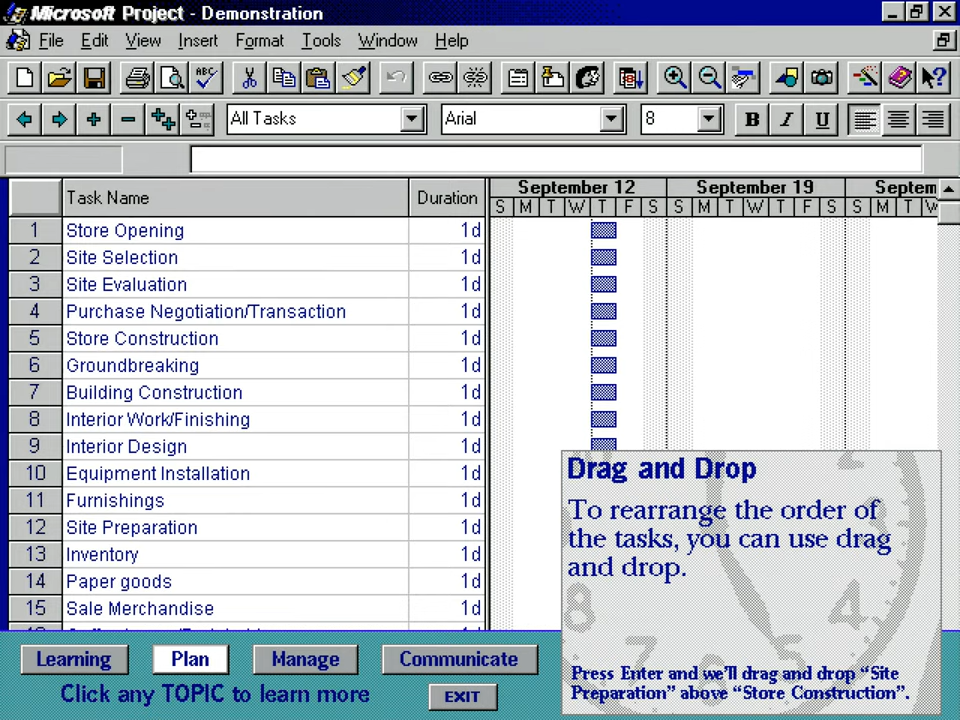 Microsoft Project - Demonstration
File Edit View Insert Format Tools Window Help
ABC
All Tasks Arial 8 B I U
Task Name Duration September 12 September 19 Septem
S M T W T F S S M T W T F S S M T W
1 Store Opening 1d
2 Site Selection 1d
3 Site Evaluation 1d
4 Purchase Negotiation/Transaction 1d
5 Store Construction 1d
6 Groundbreaking 1d
7 Building Construction 1d
8 Interior Work/Finishing 1d
9 Interior Design 1d
10 Equipment Installation 1d
11 Furnishings 1d
12 Site Preparation 1d
13 Inventory 1d
14 Paper goods 1d
15 Sale Merchandise 1d
Drag and Drop
To rearrange the order of
the tasks, you can use drag
and drop.
Press Enter and we'll drag and drop “Site
Preparation” above “Store Construction”.
Learning Plan Manage Communicate
Click any TOPIC to learn more EXIT